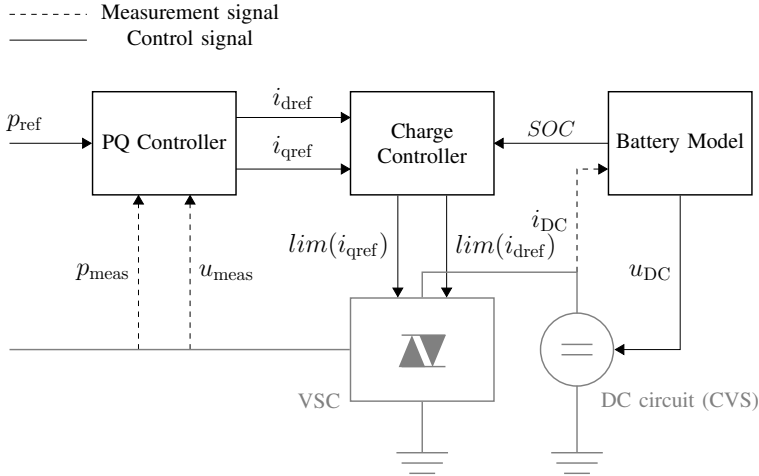 Measurement signal
Control signal
p_ref
PQ Controller
i_dref
i_qref
Charge
Controller
SOC
Battery Model
p_meas
u_meas
lim(i_qref)
lim(i_dref)
i_DC
u_DC
VSC
DC circuit (CVS)